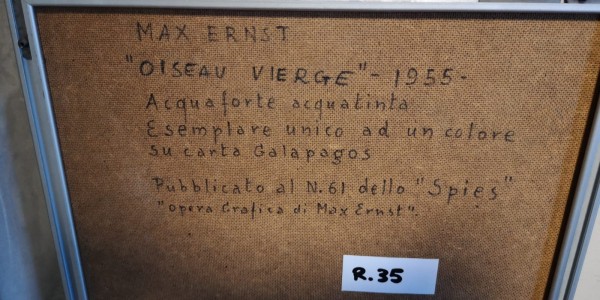 MAX ERNST
"OISEAU VIERGE" - 1955 -
Acquaforte acquatinta
Esemplare unico ad un colore
su carta Galapagos
Pubblicato al N.61 dello "Spies"
"opera Grafica di Max Ernst".
R.35